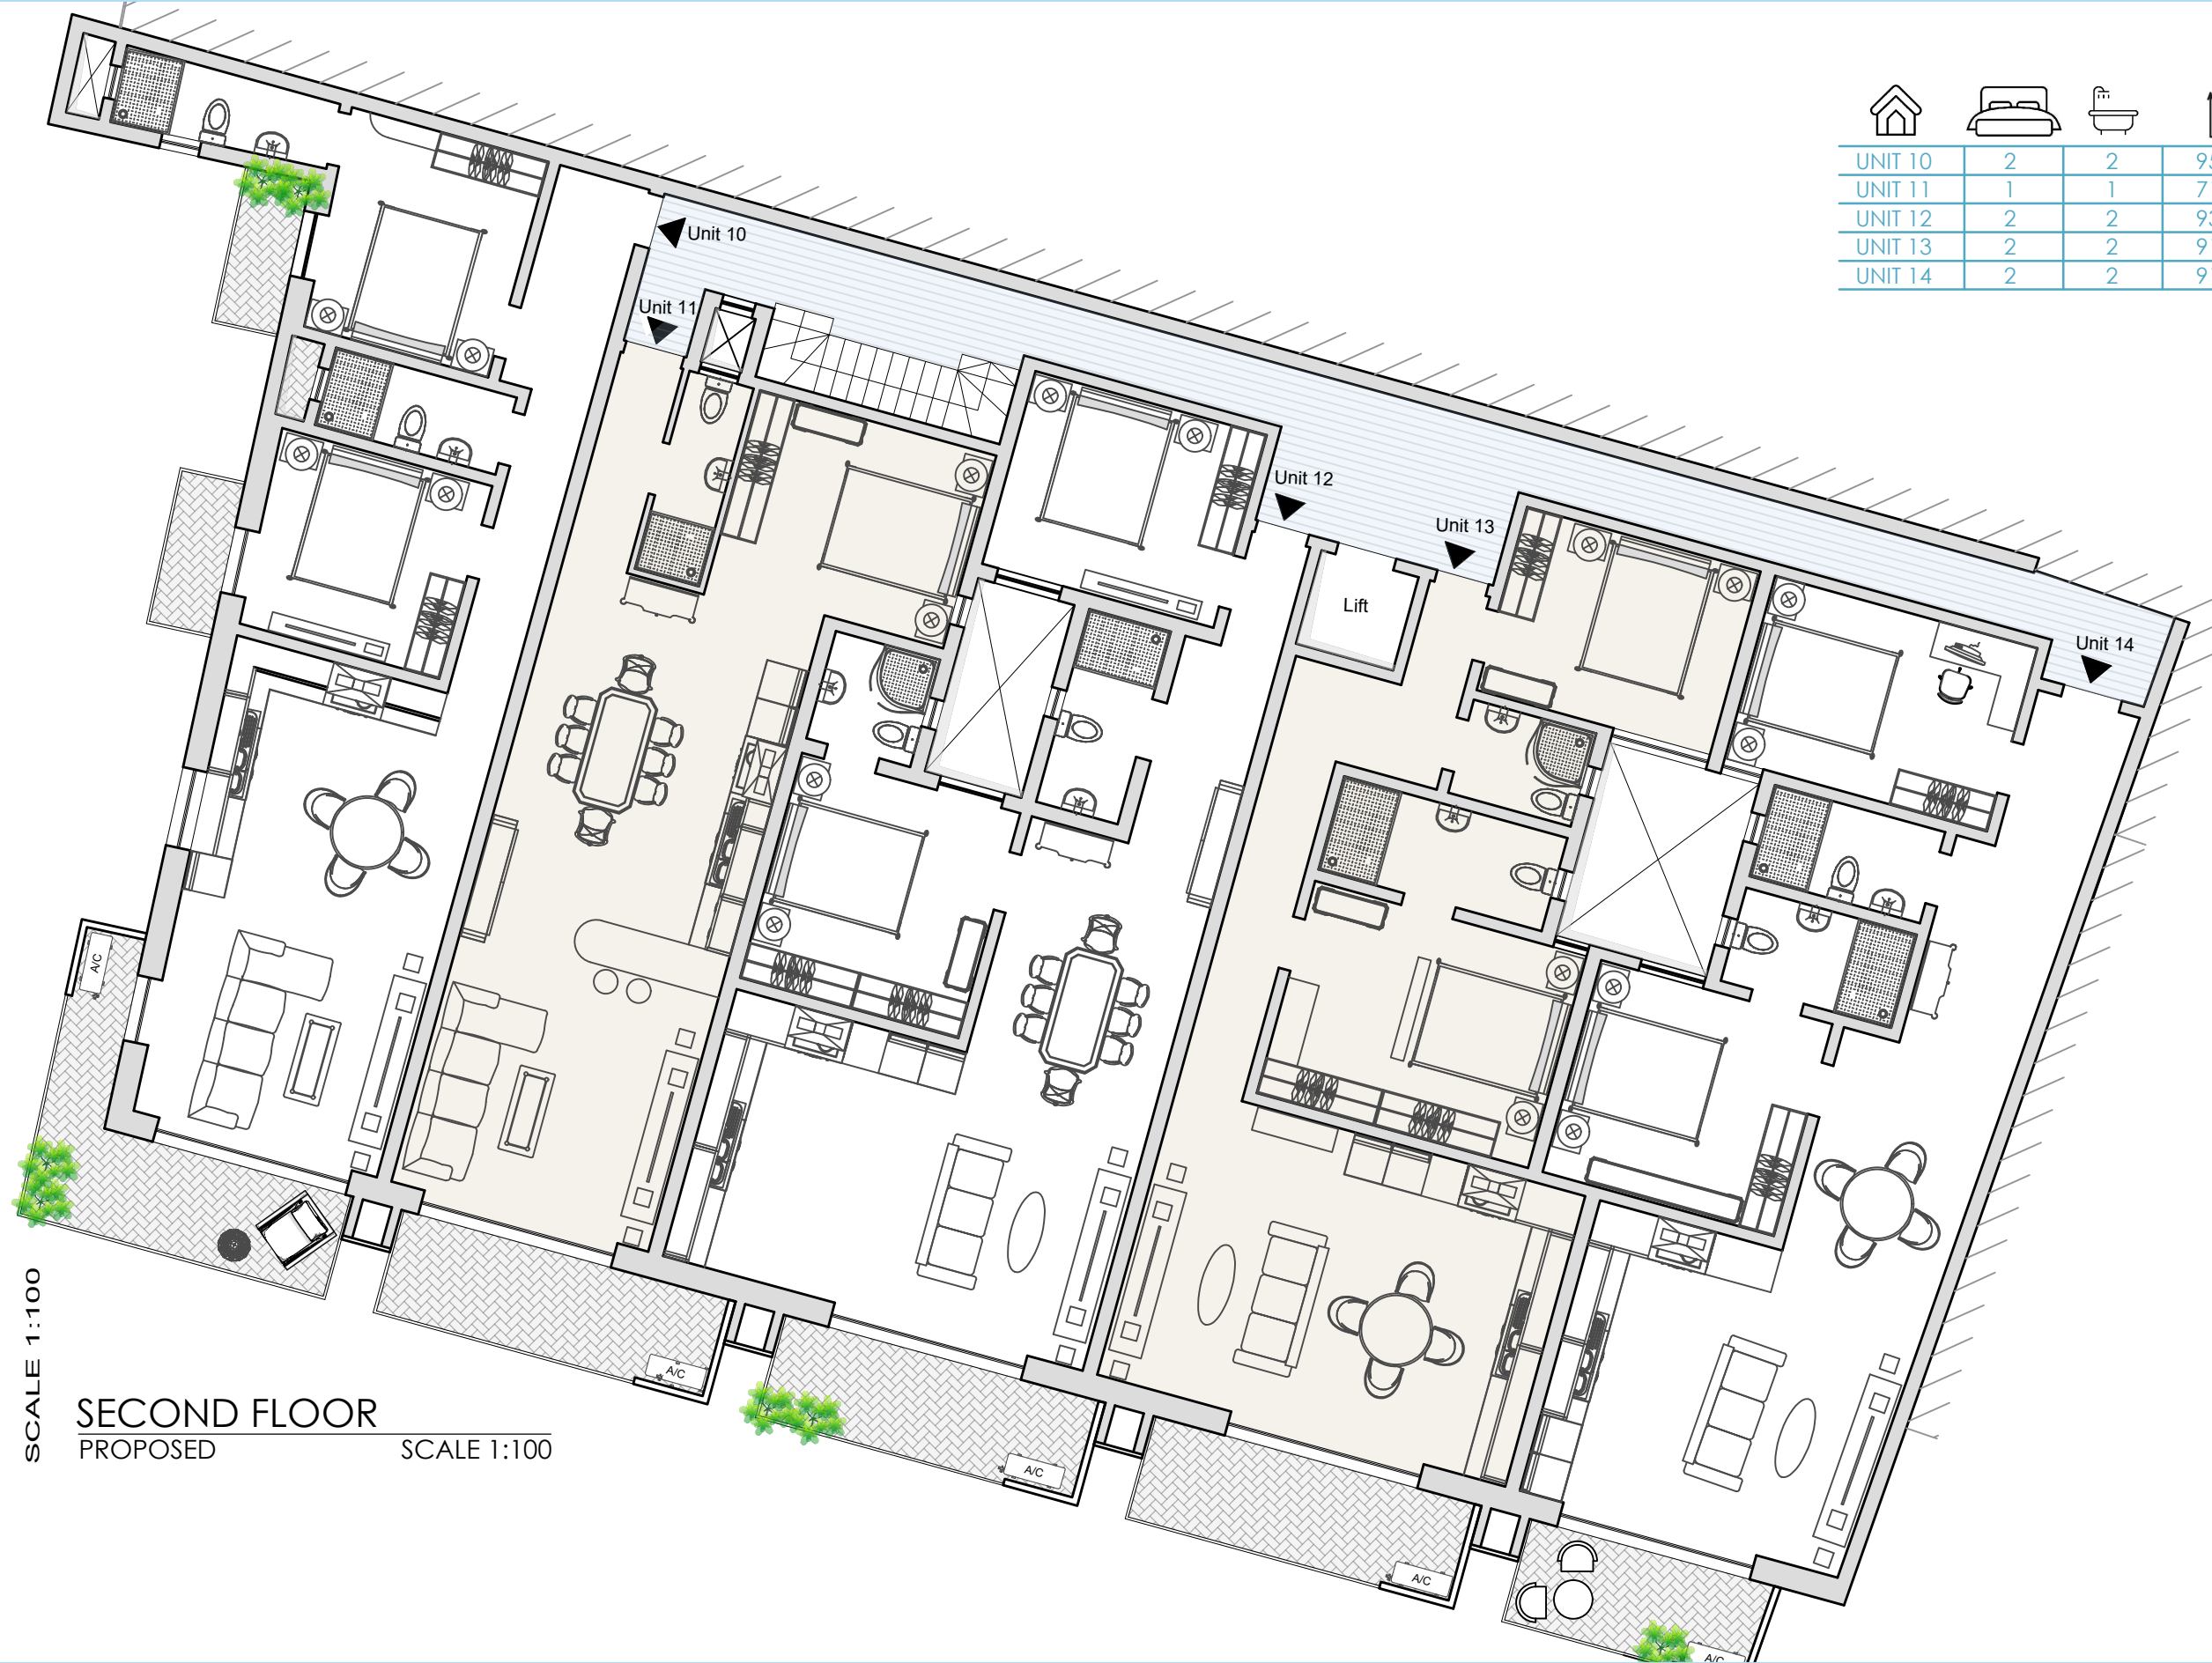 UNIT 10 2 2
UNIT 11 1 1
UNIT 12 2 2
UNIT 13 2 2
UNIT 14 2 2
Unit 10
Unit 11
Unit 12
Unit 13
Unit 14
Lift
A/C
A/C
A/C
A/C
A/C
SCALE 1:100
SECOND FLOOR
PROPOSED SCALE 1:100